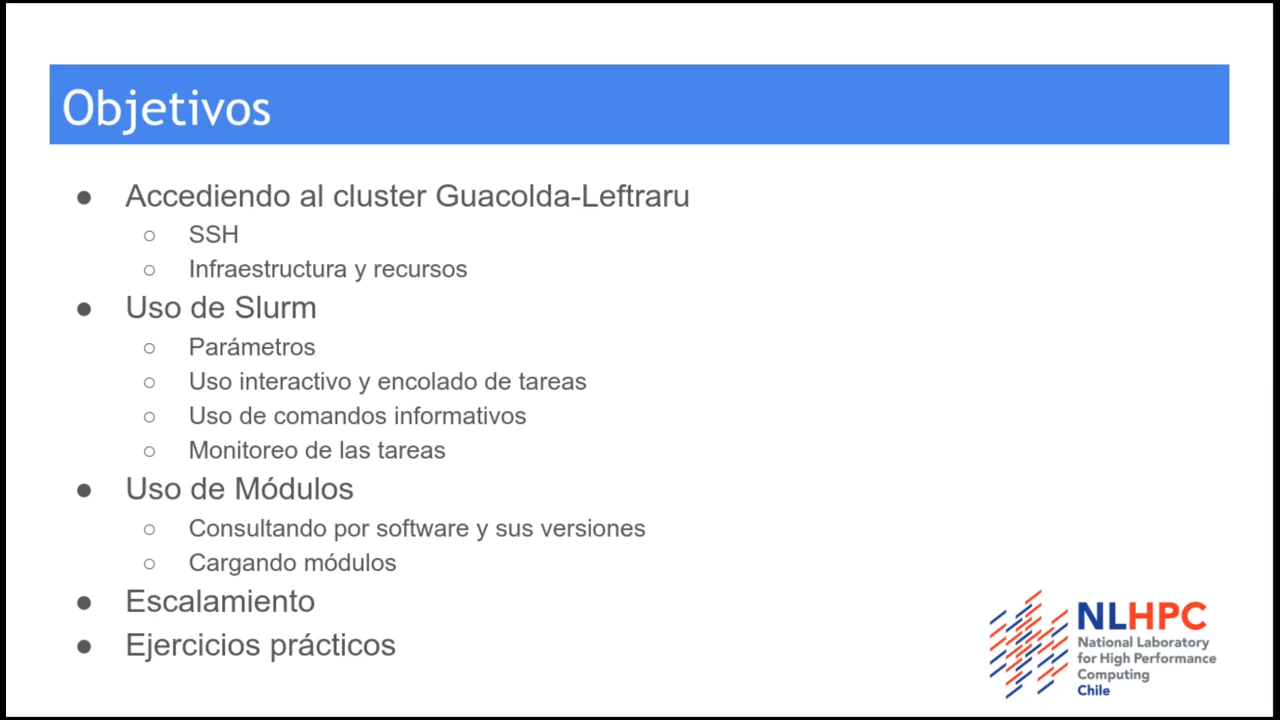 Objetivos
● Accediendo al cluster Guacolda-Leftraru
○ SSH
○ Infraestructura y recursos
● Uso de Slurm
○ Parámetros
○ Uso interactivo y encolado de tareas
○ Uso de comandos informativos
○ Monitoreo de las tareas
● Uso de Módulos
○ Consultando por software y sus versiones
○ Cargando módulos
● Escalamiento
● Ejercicios prácticos
NLHPC
National Laboratory
for High Performance
Computing
Chile